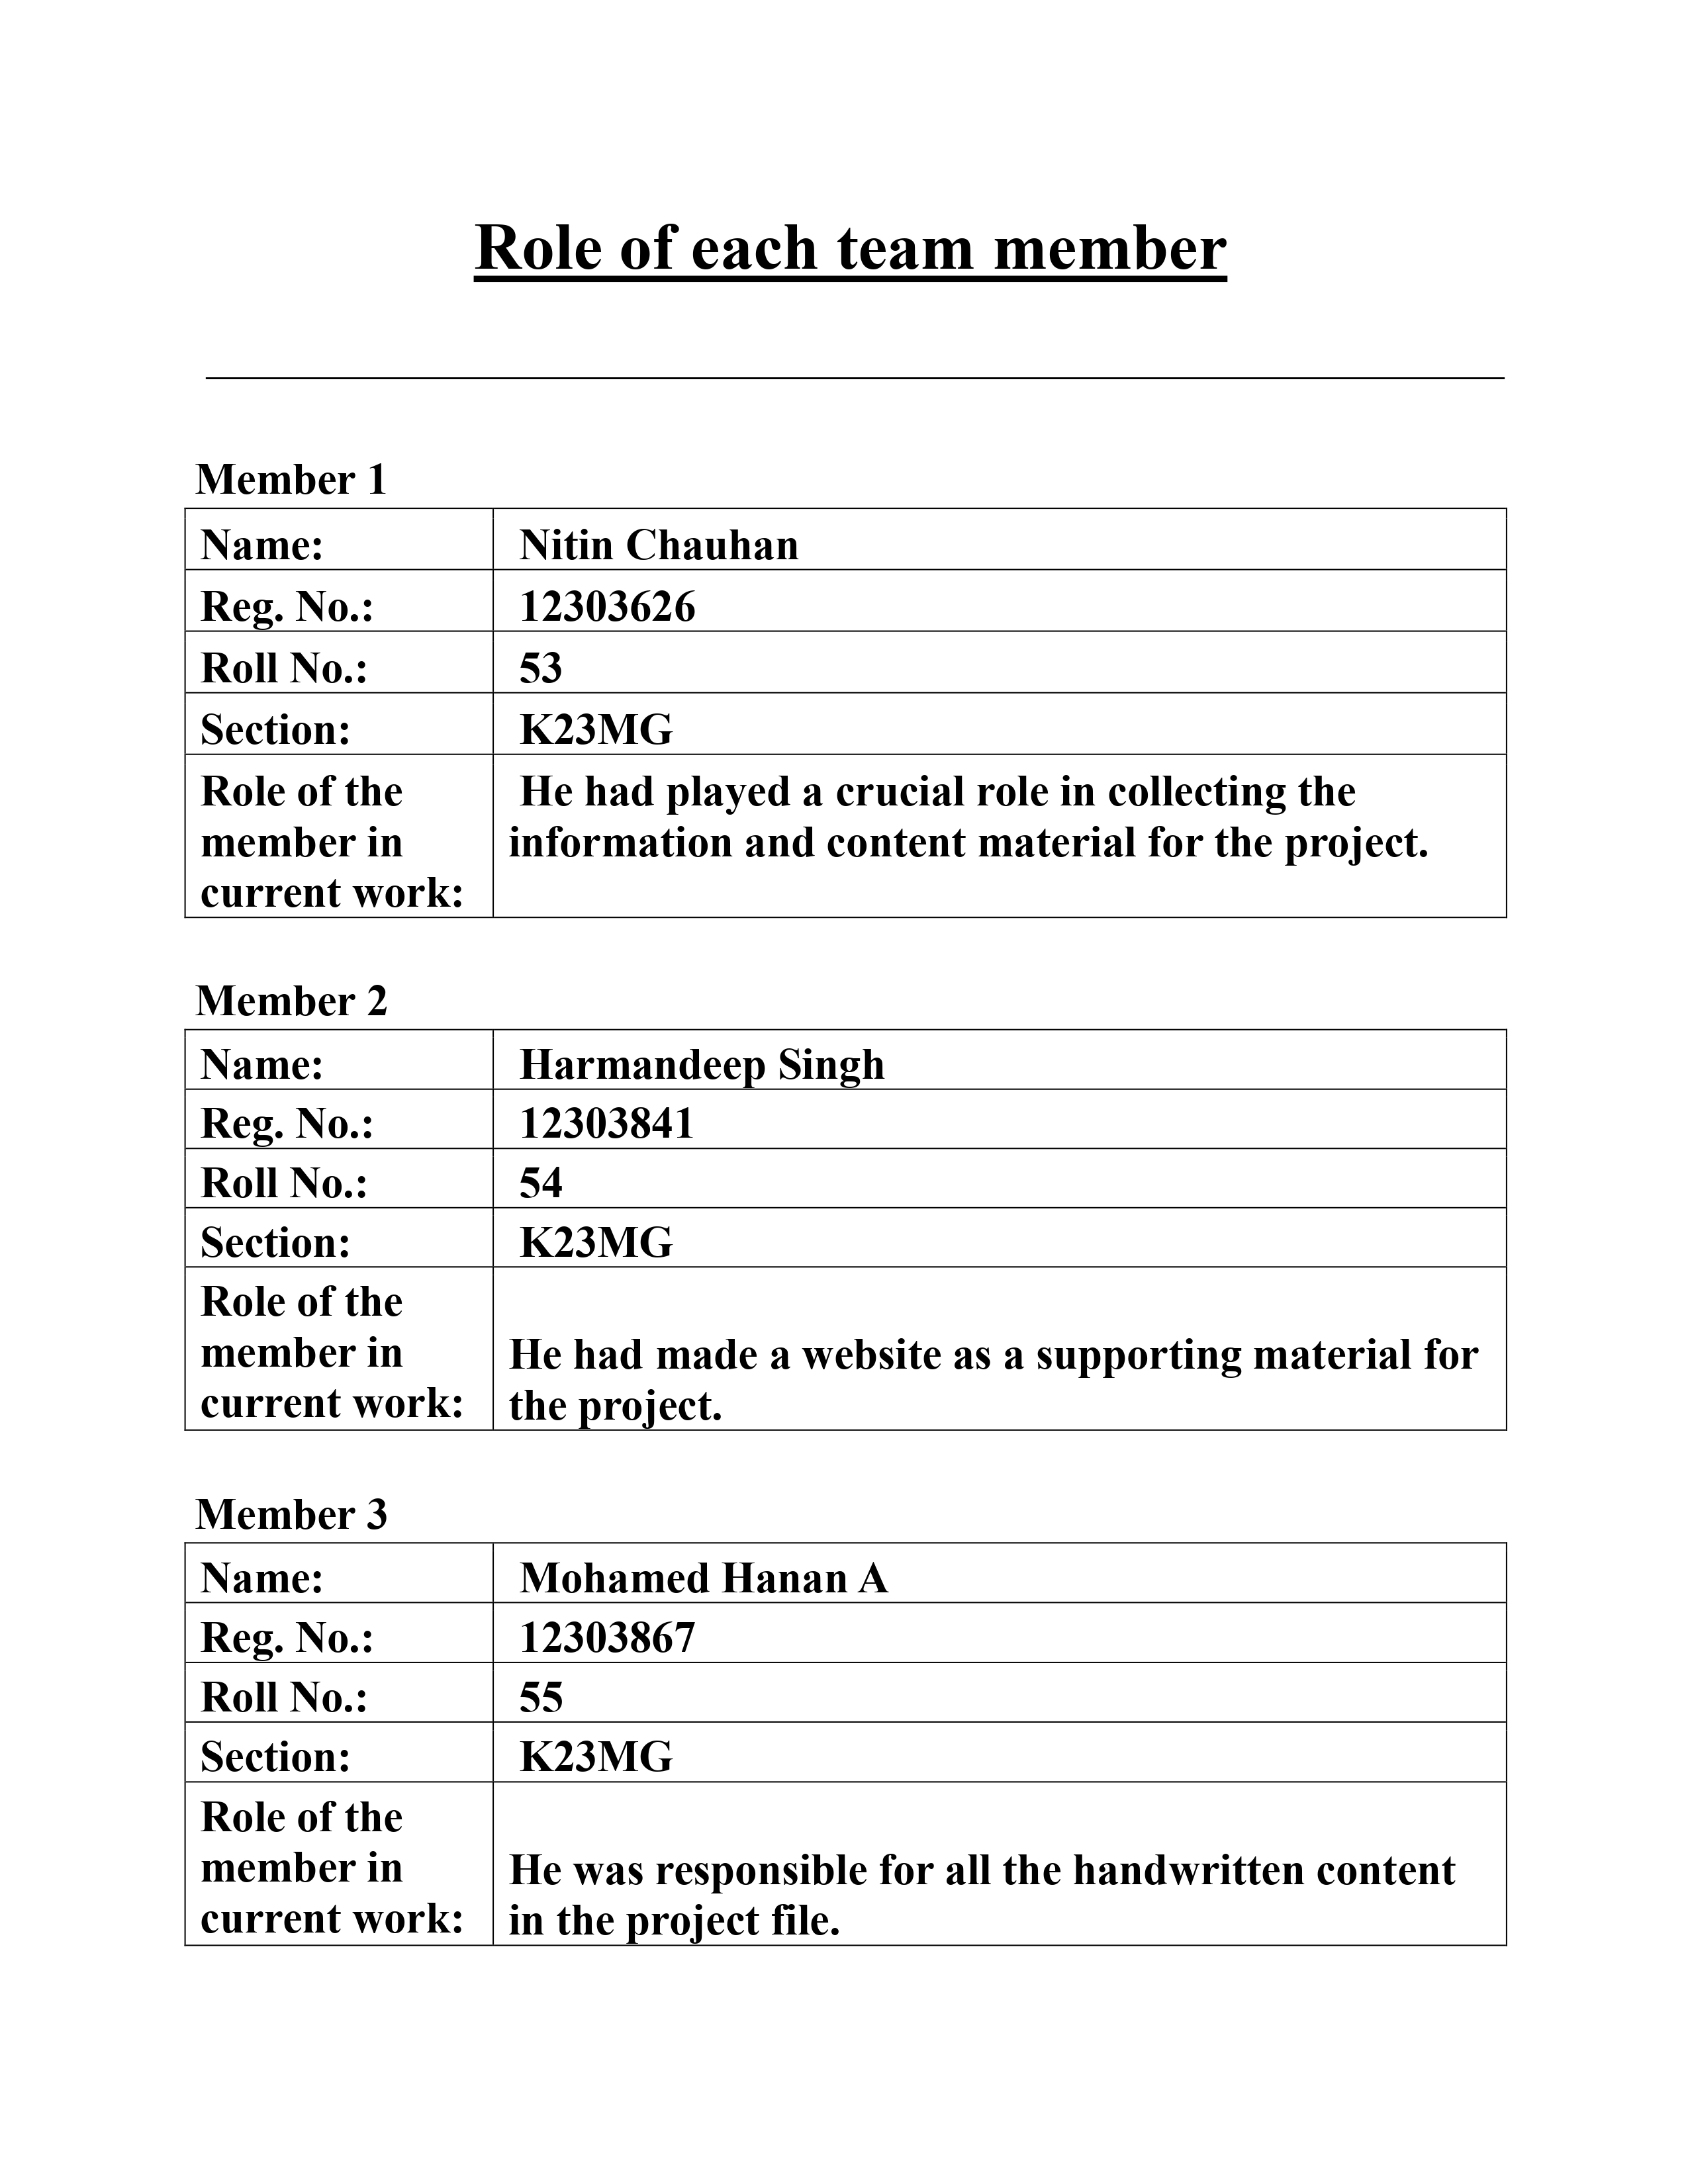 Role of each team member
Member 1
Name: Nitin Chauhan
Reg. No.: 12303626
Roll No.: 53
Section: K23MG
Role of the He had played a crucial role in collecting the
member in information and content material for the project.
current work:
Member 2
Name: Harmandeep Singh
Reg. No.: 12303841
Roll No.: 54
Section: K23MG
Role of the
member in He had made a website as a supporting material for
current work: the project.
Member 3
Name: Mohamed Hanan A
Reg. No.: 12303867
Roll No.: 55
Section: K23MG
Role of the
member in He was responsible for all the handwritten content
current work: in the project file.